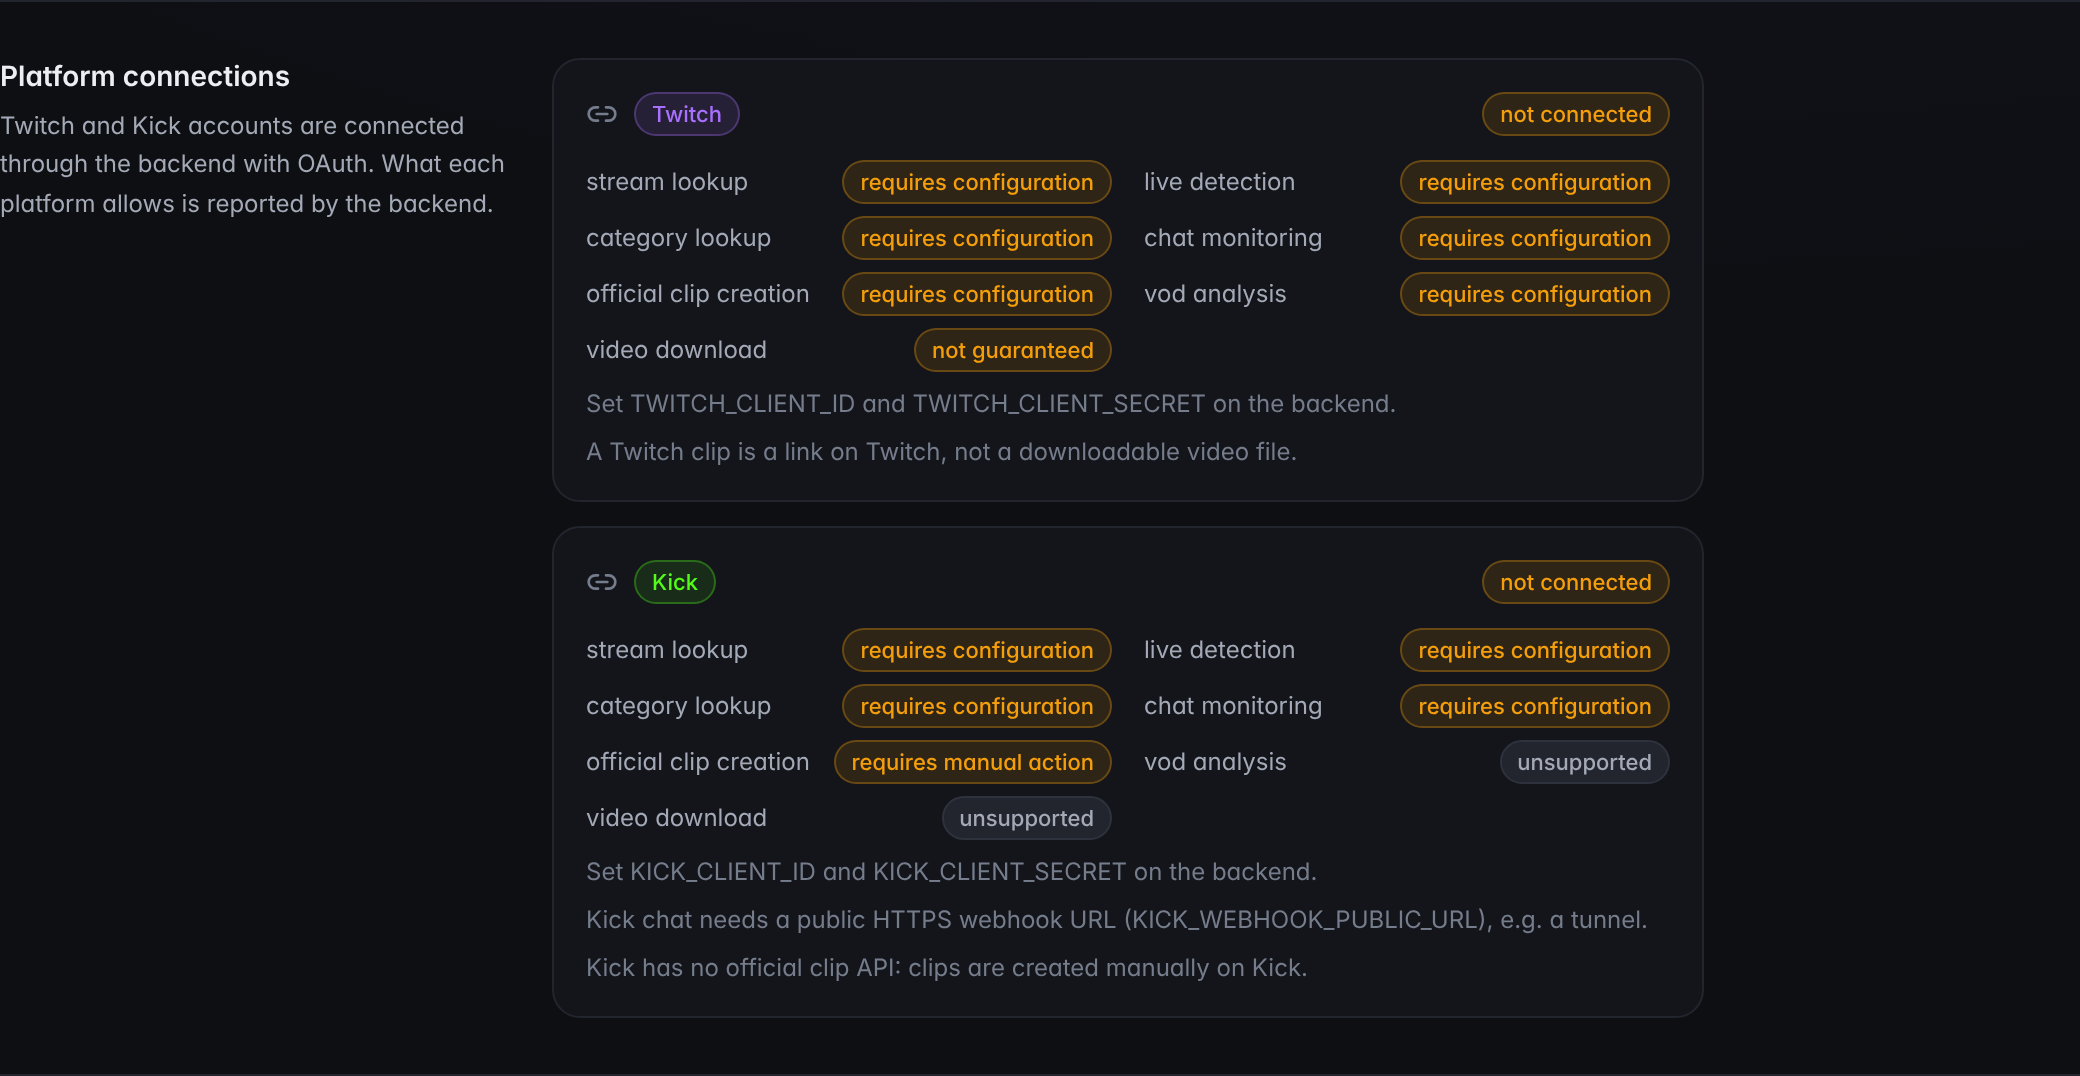 Platform connections
Twitch and Kick accounts are connected
through the backend with OAuth. What each
platform allows is reported by the backend.
Twitch not connected
stream lookup requires configuration live detection requires configuration
category lookup requires configuration chat monitoring requires configuration
official clip creation requires configuration vod analysis requires configuration
video download not guaranteed
Set TWITCH_CLIENT_ID and TWITCH_CLIENT_SECRET on the backend.
A Twitch clip is a link on Twitch, not a downloadable video file.
Kick not connected
stream lookup requires configuration live detection requires configuration
category lookup requires configuration chat monitoring requires configuration
official clip creation requires manual action vod analysis unsupported
video download unsupported
Set KICK_CLIENT_ID and KICK_CLIENT_SECRET on the backend.
Kick chat needs a public HTTPS webhook URL (KICK_WEBHOOK_PUBLIC_URL), e.g. a tunnel.
Kick has no official clip API: clips are created manually on Kick.